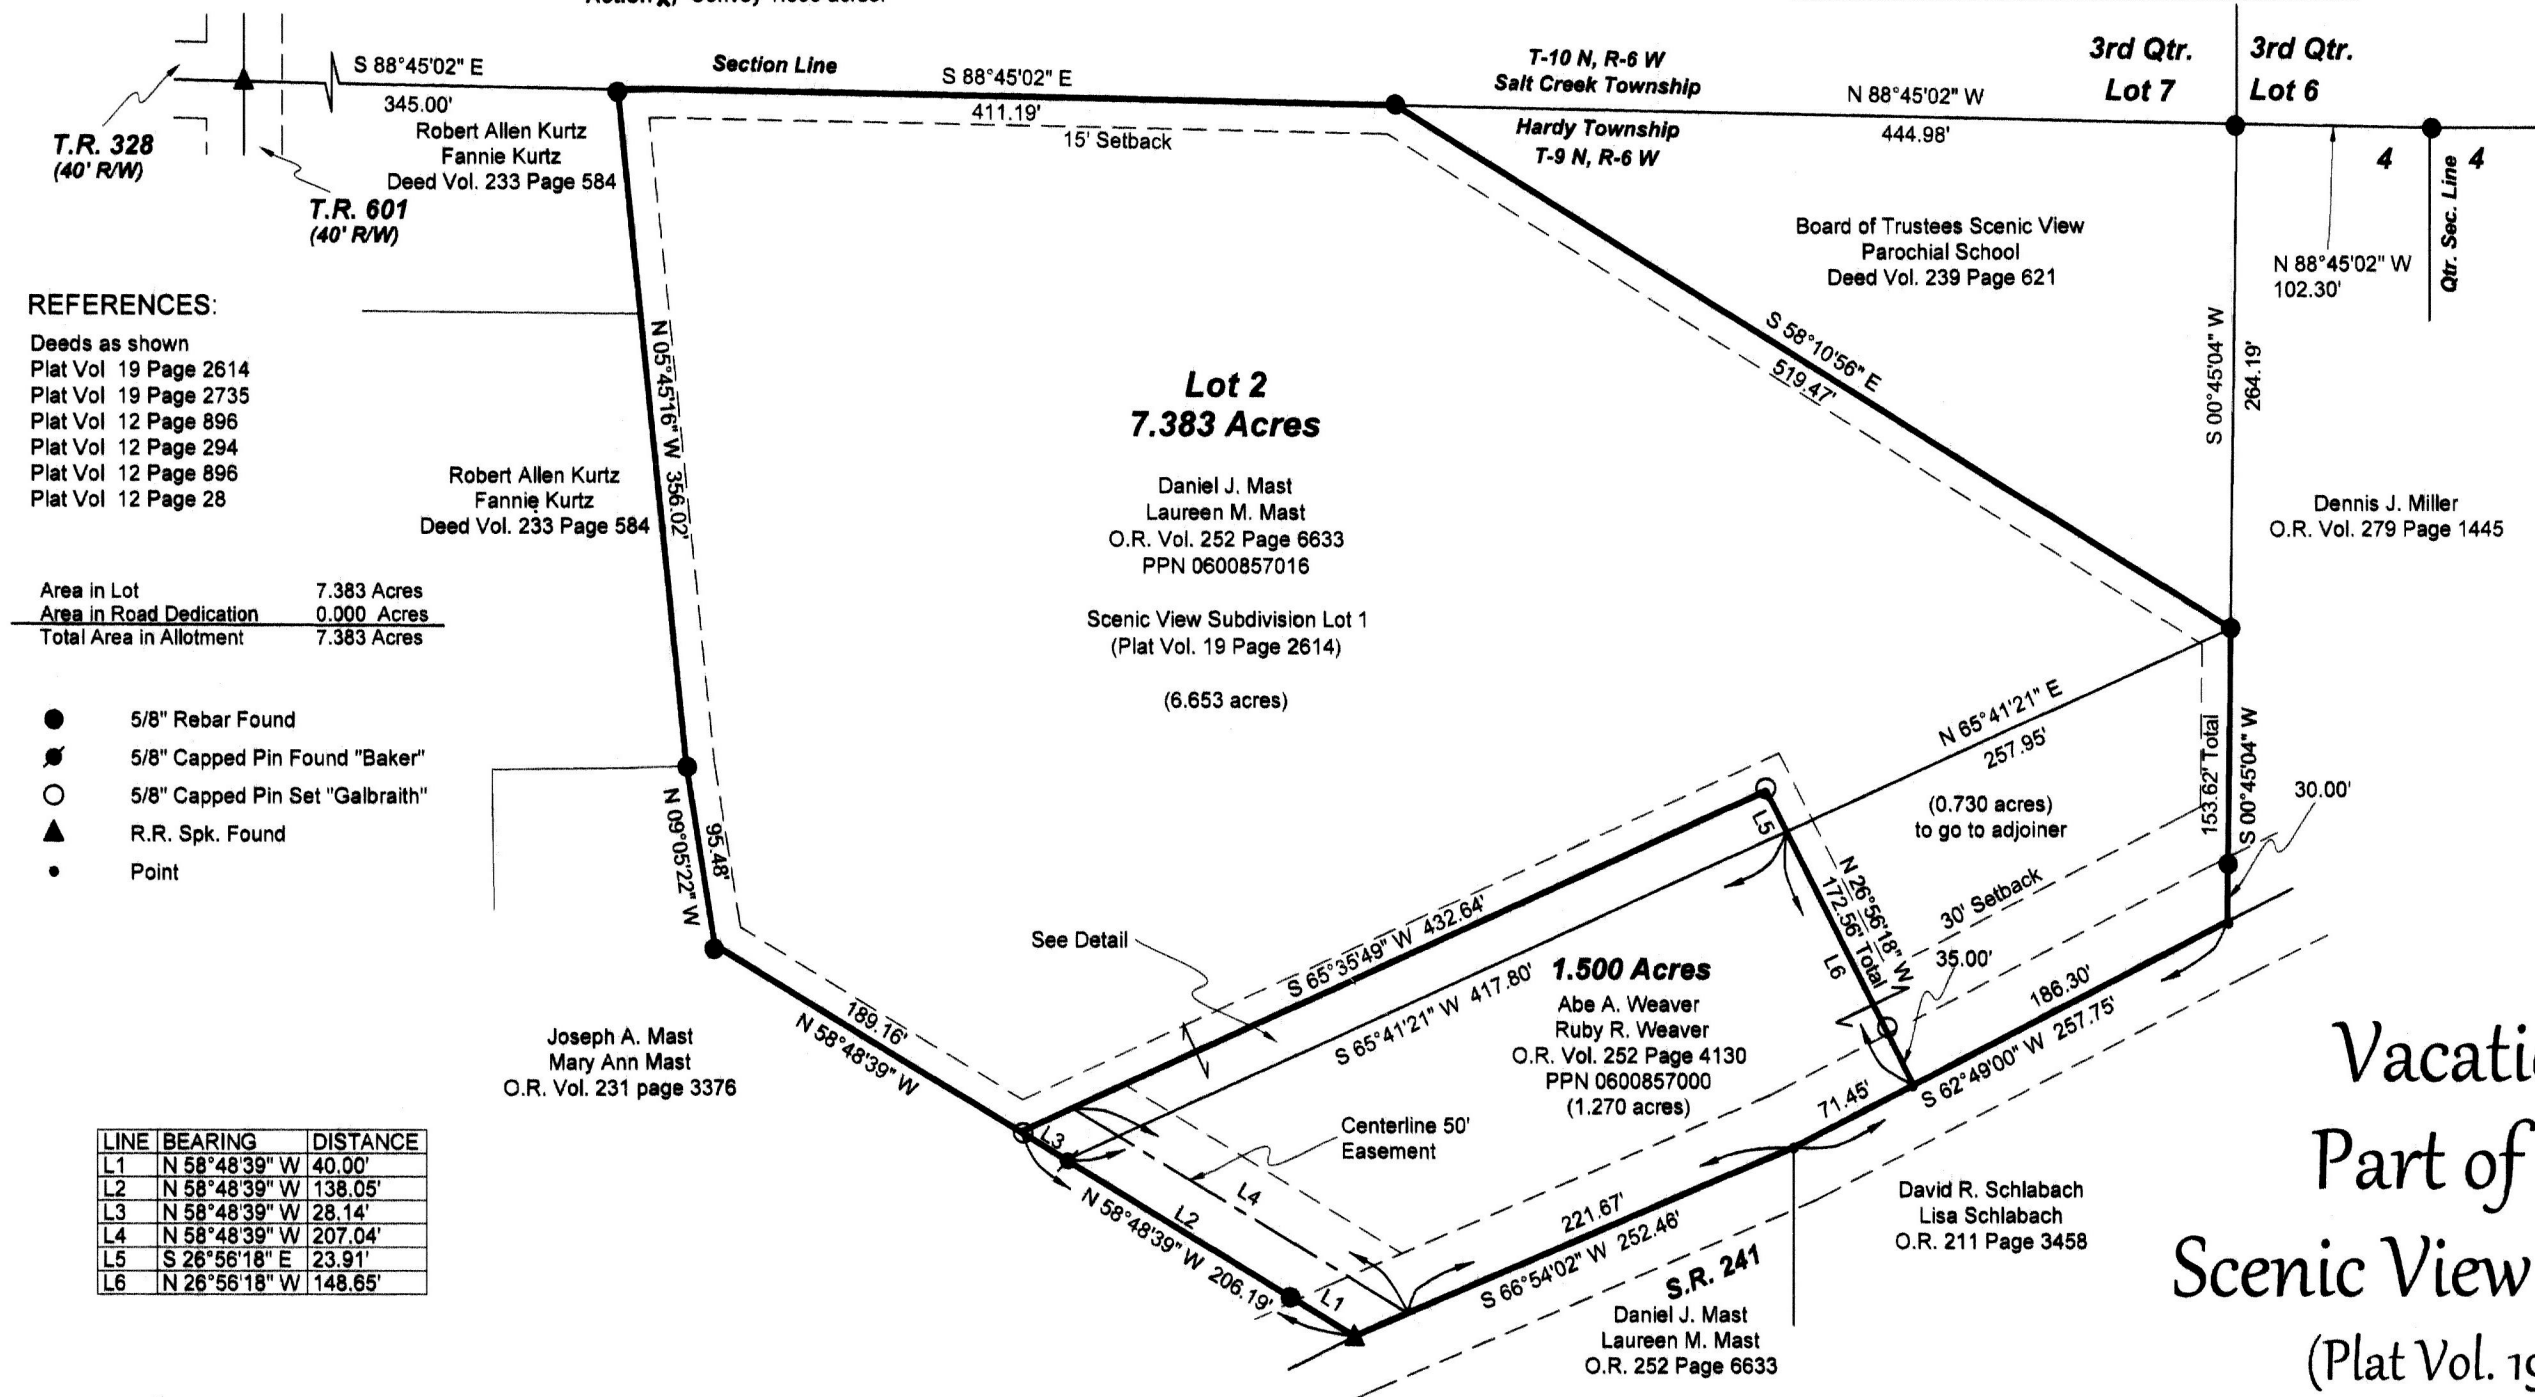 S 88°45'02" E
345.00'
Section Line
S 88°45'02" E
411.19'
15' Setback
T-10 N, R-6 W
Salt Creek Township
Hardy Township
T-9 N, R-6 W
N 88°45'02" W
444.98'
3rd Qtr.
Lot 7
3rd Qtr.
Lot 6
4
4
Qtr. Sec. Line
N 88°45'02" W
102.30'
T.R. 328
(40' R/W)
T.R. 601
(40' R/W)
Robert Allen Kurtz
Fannie Kurtz
Deed Vol. 233 Page 584
Board of Trustees Scenic View
Parochial School
Deed Vol. 239 Page 621
S 00°45'04" W
264.19'
REFERENCES:
Deeds as shown
Plat Vol 19 Page 2614
Plat Vol 19 Page 2735
Plat Vol 12 Page 896
Plat Vol 12 Page 294
Plat Vol 12 Page 896
Plat Vol 12 Page 28
N 05°45'16" W 356.02'
S 58°10'56" E
519.47'
Lot 2
7.383 Acres
Daniel J. Mast
Laureen M. Mast
O.R. Vol. 252 Page 6633
PPN 0600857016
Scenic View Subdivision Lot 1
(Plat Vol. 19 Page 2614)
(6.653 acres)
Robert Allen Kurtz
Fannie Kurtz
Deed Vol. 233 Page 584
Dennis J. Miller
O.R. Vol. 279 Page 1445
Area in Lot 7.383 Acres
Area in Road Dedication 0.000 Acres
Total Area in Allotment 7.383 Acres
5/8" Rebar Found
5/8" Capped Pin Found "Baker"
5/8" Capped Pin Set "Galbraith"
R.R. Spk. Found
Point
N 65°41'21" E
257.95'
(0.730 acres)
to go to adjoiner
153.62' Total
S 00°45'04" W
30.00'
N 09°05'22" W
95.48'
L5
N 26°56'18" W
172.56' Total
L6
30' Setback
35.00'
See Detail
S 65°35'49" W 432.64'
S 65°41'21" W 417.80'
1.500 Acres
Abe A. Weaver
Ruby R. Weaver
O.R. Vol. 252 Page 4130
PPN 0600857000
(1.270 acres)
186.30'
S 62°49'00" W 257.75'
71.45'
189.16'
N 58°48'39" W
Joseph A. Mast
Mary Ann Mast
O.R. Vol. 231 page 3376
Centerline 50'
Easement
L3
L4
L2
N 58°48'39" W 206.19'
L1
221.67'
S 66°54'02" W 252.46'
S.R. 241
David R. Schlabach
Lisa Schlabach
O.R. 211 Page 3458
Daniel J. Mast
Laureen M. Mast
O.R. 252 Page 6633
LINE BEARING DISTANCE
L1 N 58°48'39" W 40.00'
L2 N 58°48'39" W 138.05'
L3 N 58°48'39" W 28.14'
L4 N 58°48'39" W 207.04'
L5 S 26°56'18" E 23.91'
L6 N 26°56'18" W 148.65'
Part of
Scenic View
(Plat Vol.